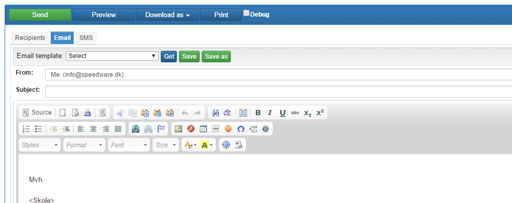 Send Preview Download as Print Debug
Recipients Email SMS
Email template: Select Get Save Save as
From: Me: (info@speedware.dk)
Subject:
Source B I U abc X₂ X²
Styles Format Font Size A A
Mvh.
<Skole>